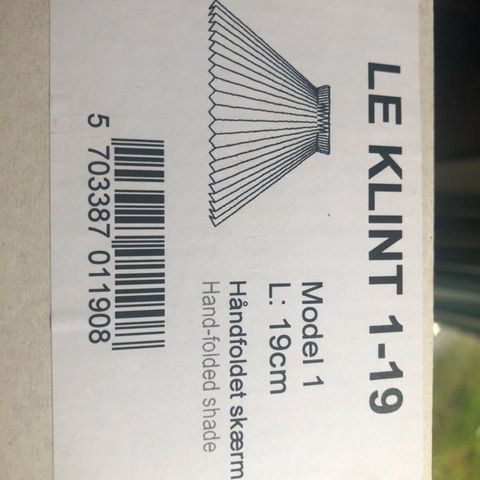 LE KLINT 1-19
Model 1
L: 19cm
Håndfoldet skærm
Hand-folded shade
5 703387 011908